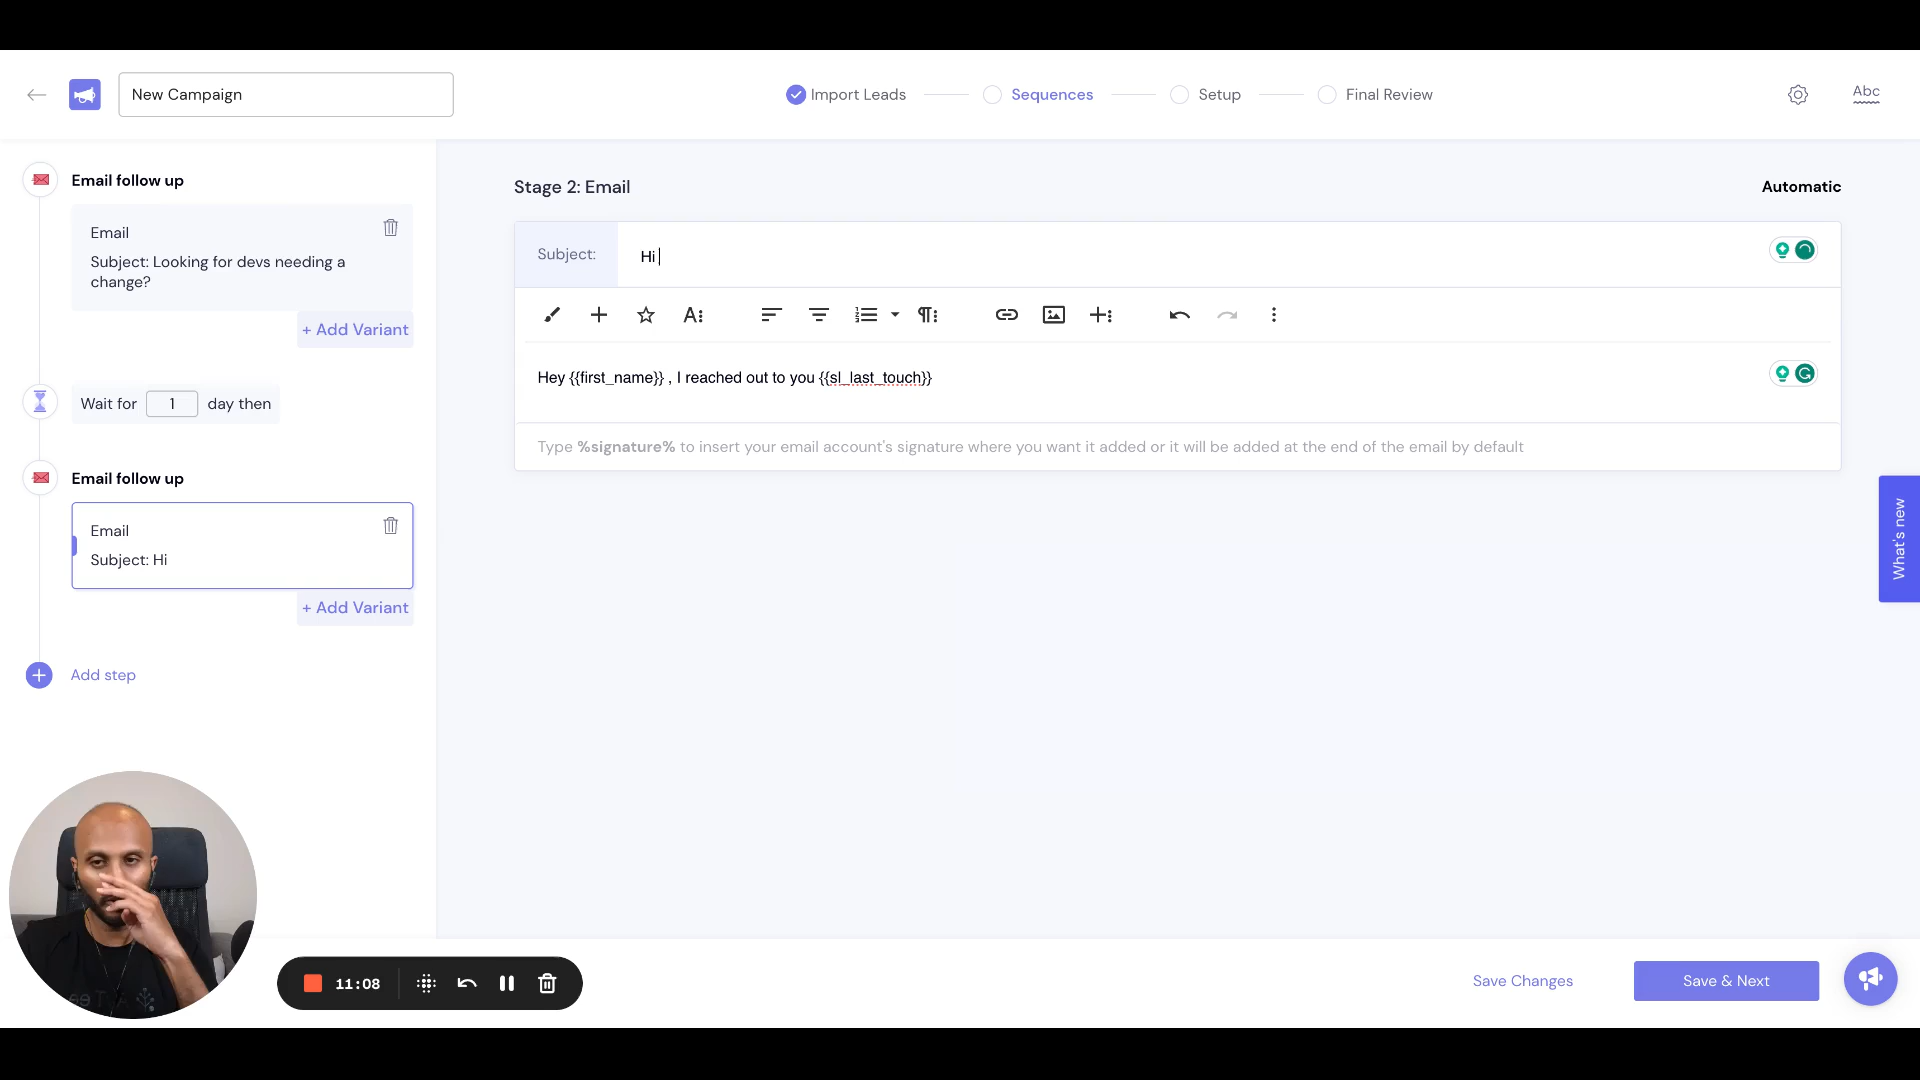 New Campaign
Import Leads
Sequences
Setup
Final Review
Abc
Email follow up
Email
Subject: Looking for devs needing a
change?
+ Add Variant
Wait for 1 day then
Email follow up
Email
Subject: Hi
+ Add Variant
Add step
Stage 2: Email
Automatic
Subject: Hi
Hey {{first_name}} , I reached out to you {{sl_last_touch}}
Type %signature% to insert your email account's signature where you want it added or it will be added at the end of the email by default
What's new
11:08
Save Changes
Save & Next